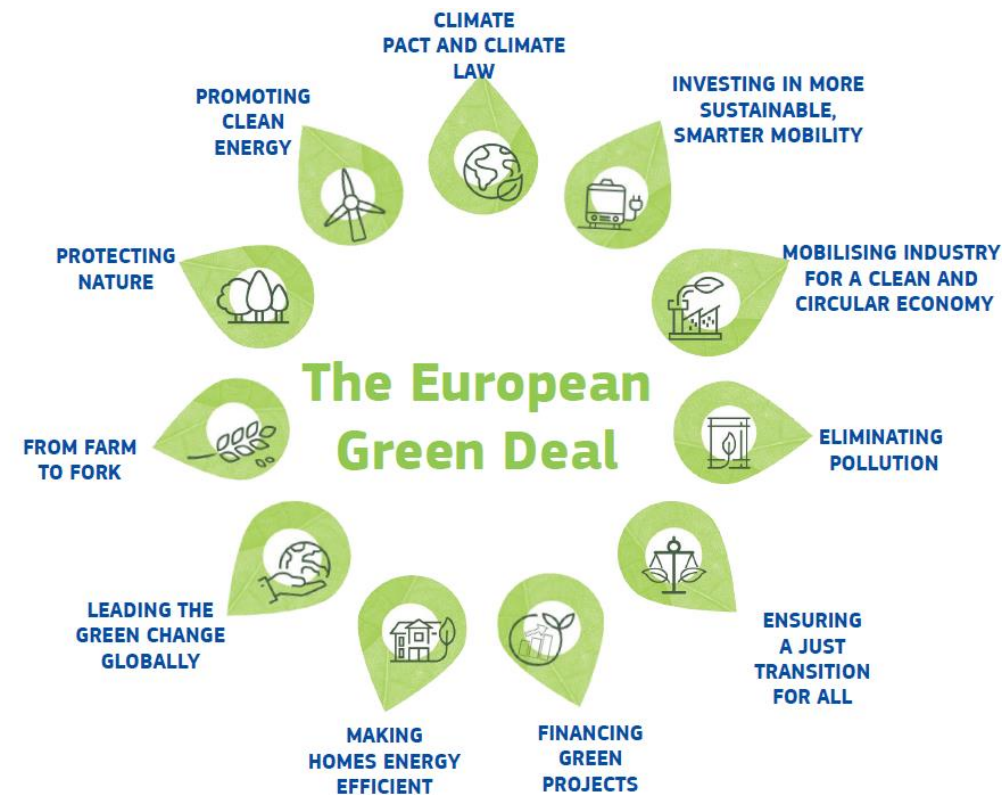 CLIMATE
PACT AND CLIMATE
LAW
INVESTING IN MORE
SUSTAINABLE,
SMARTER MOBILITY
MOBILISING INDUSTRY
FOR A CLEAN AND
CIRCULAR ECONOMY
ELIMINATING
POLLUTION
ENSURING
A JUST
TRANSITION
FOR ALL
FINANCING
GREEN
PROJECTS
MAKING
HOMES ENERGY
EFFICIENT
LEADING THE
GREEN CHANGE
GLOBALLY
FROM FARM
TO FORK
PROTECTING
NATURE
PROMOTING
CLEAN
ENERGY
The European
Green Deal